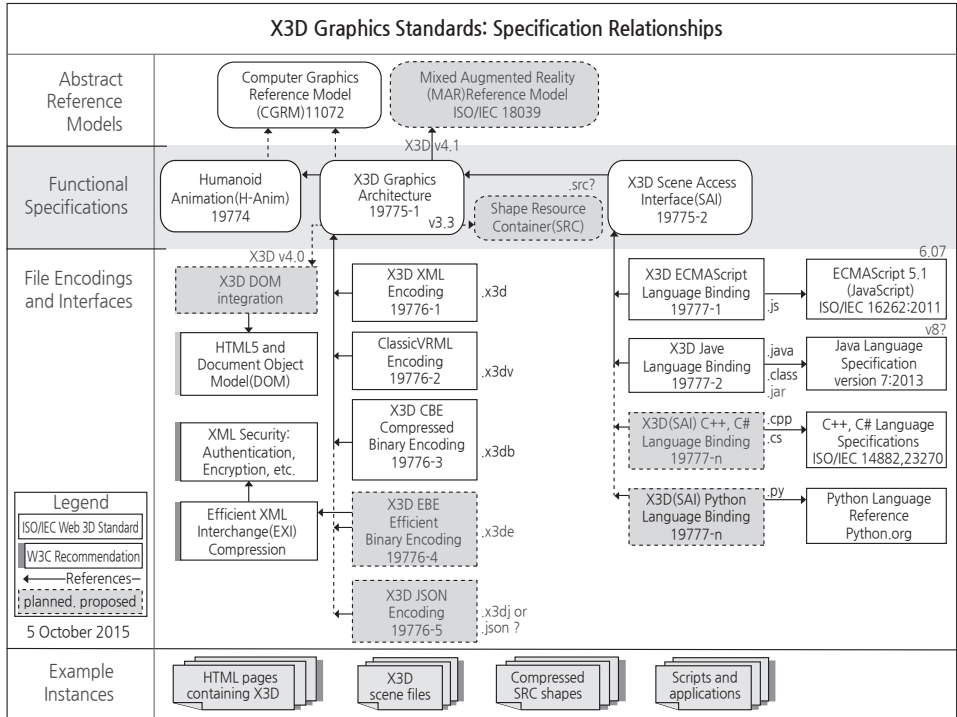 X3D Graphics Standards: Specification Relationships
Abstract
Reference
Models
Computer Graphics
Reference Model
(CGRM)11072
Mixed Augmented Reality
(MAR)Reference Model
ISO/IEC 18039
X3D v4.1
Functional
Specifications
Humanoid
Animation(H-Anim)
19774
X3D Graphics
Architecture
19775-1
v3.3
.src?
Shape Resource
Container(SRC)
X3D Scene Access
Interface(SAI)
19775-2
File Encodings
and Interfaces
X3D v4.0
X3D DOM
integration
HTML5 and
Document Object
Model(DOM)
XML Security:
Authentication,
Encryption, etc.
Efficient XML
Interchange(EXI)
Compression
X3D XML
Encoding
19776-1
.x3d
ClassicVRML
Encoding
19776-2
.x3dv
X3D CBE
Compressed
Binary Encoding
19776-3
.x3db
X3D EBE
Efficient
Binary Encoding
19776-4
.x3de
X3D JSON
Encoding
19776-5
.x3dj or
.json ?
X3D ECMAScript
Language Binding
19777-1
.js
6.07
ECMAScript 5.1
(JavaScript)
ISO/IEC 16262:2011
X3D Jave
Language Binding
19777-2
.java
.class
.jar
v8?
Java Language
Specification
version 7:2013
X3D(SAI) C++, C#
Language Binding
19777-n
.cpp
.cs
C++, C# Language
Specifications
ISO/IEC 14882,23270
X3D(SAI) Python
Language Binding
19777-n
.py
Python Language
Reference
Python.org
Legend
ISO/IEC Web 3D Standard
W3C Recommendation
References
planned. proposed
5 October 2015
Example
Instances
HTML pages
containing X3D
X3D
scene files
Compressed
SRC shapes
Scripts and
applications